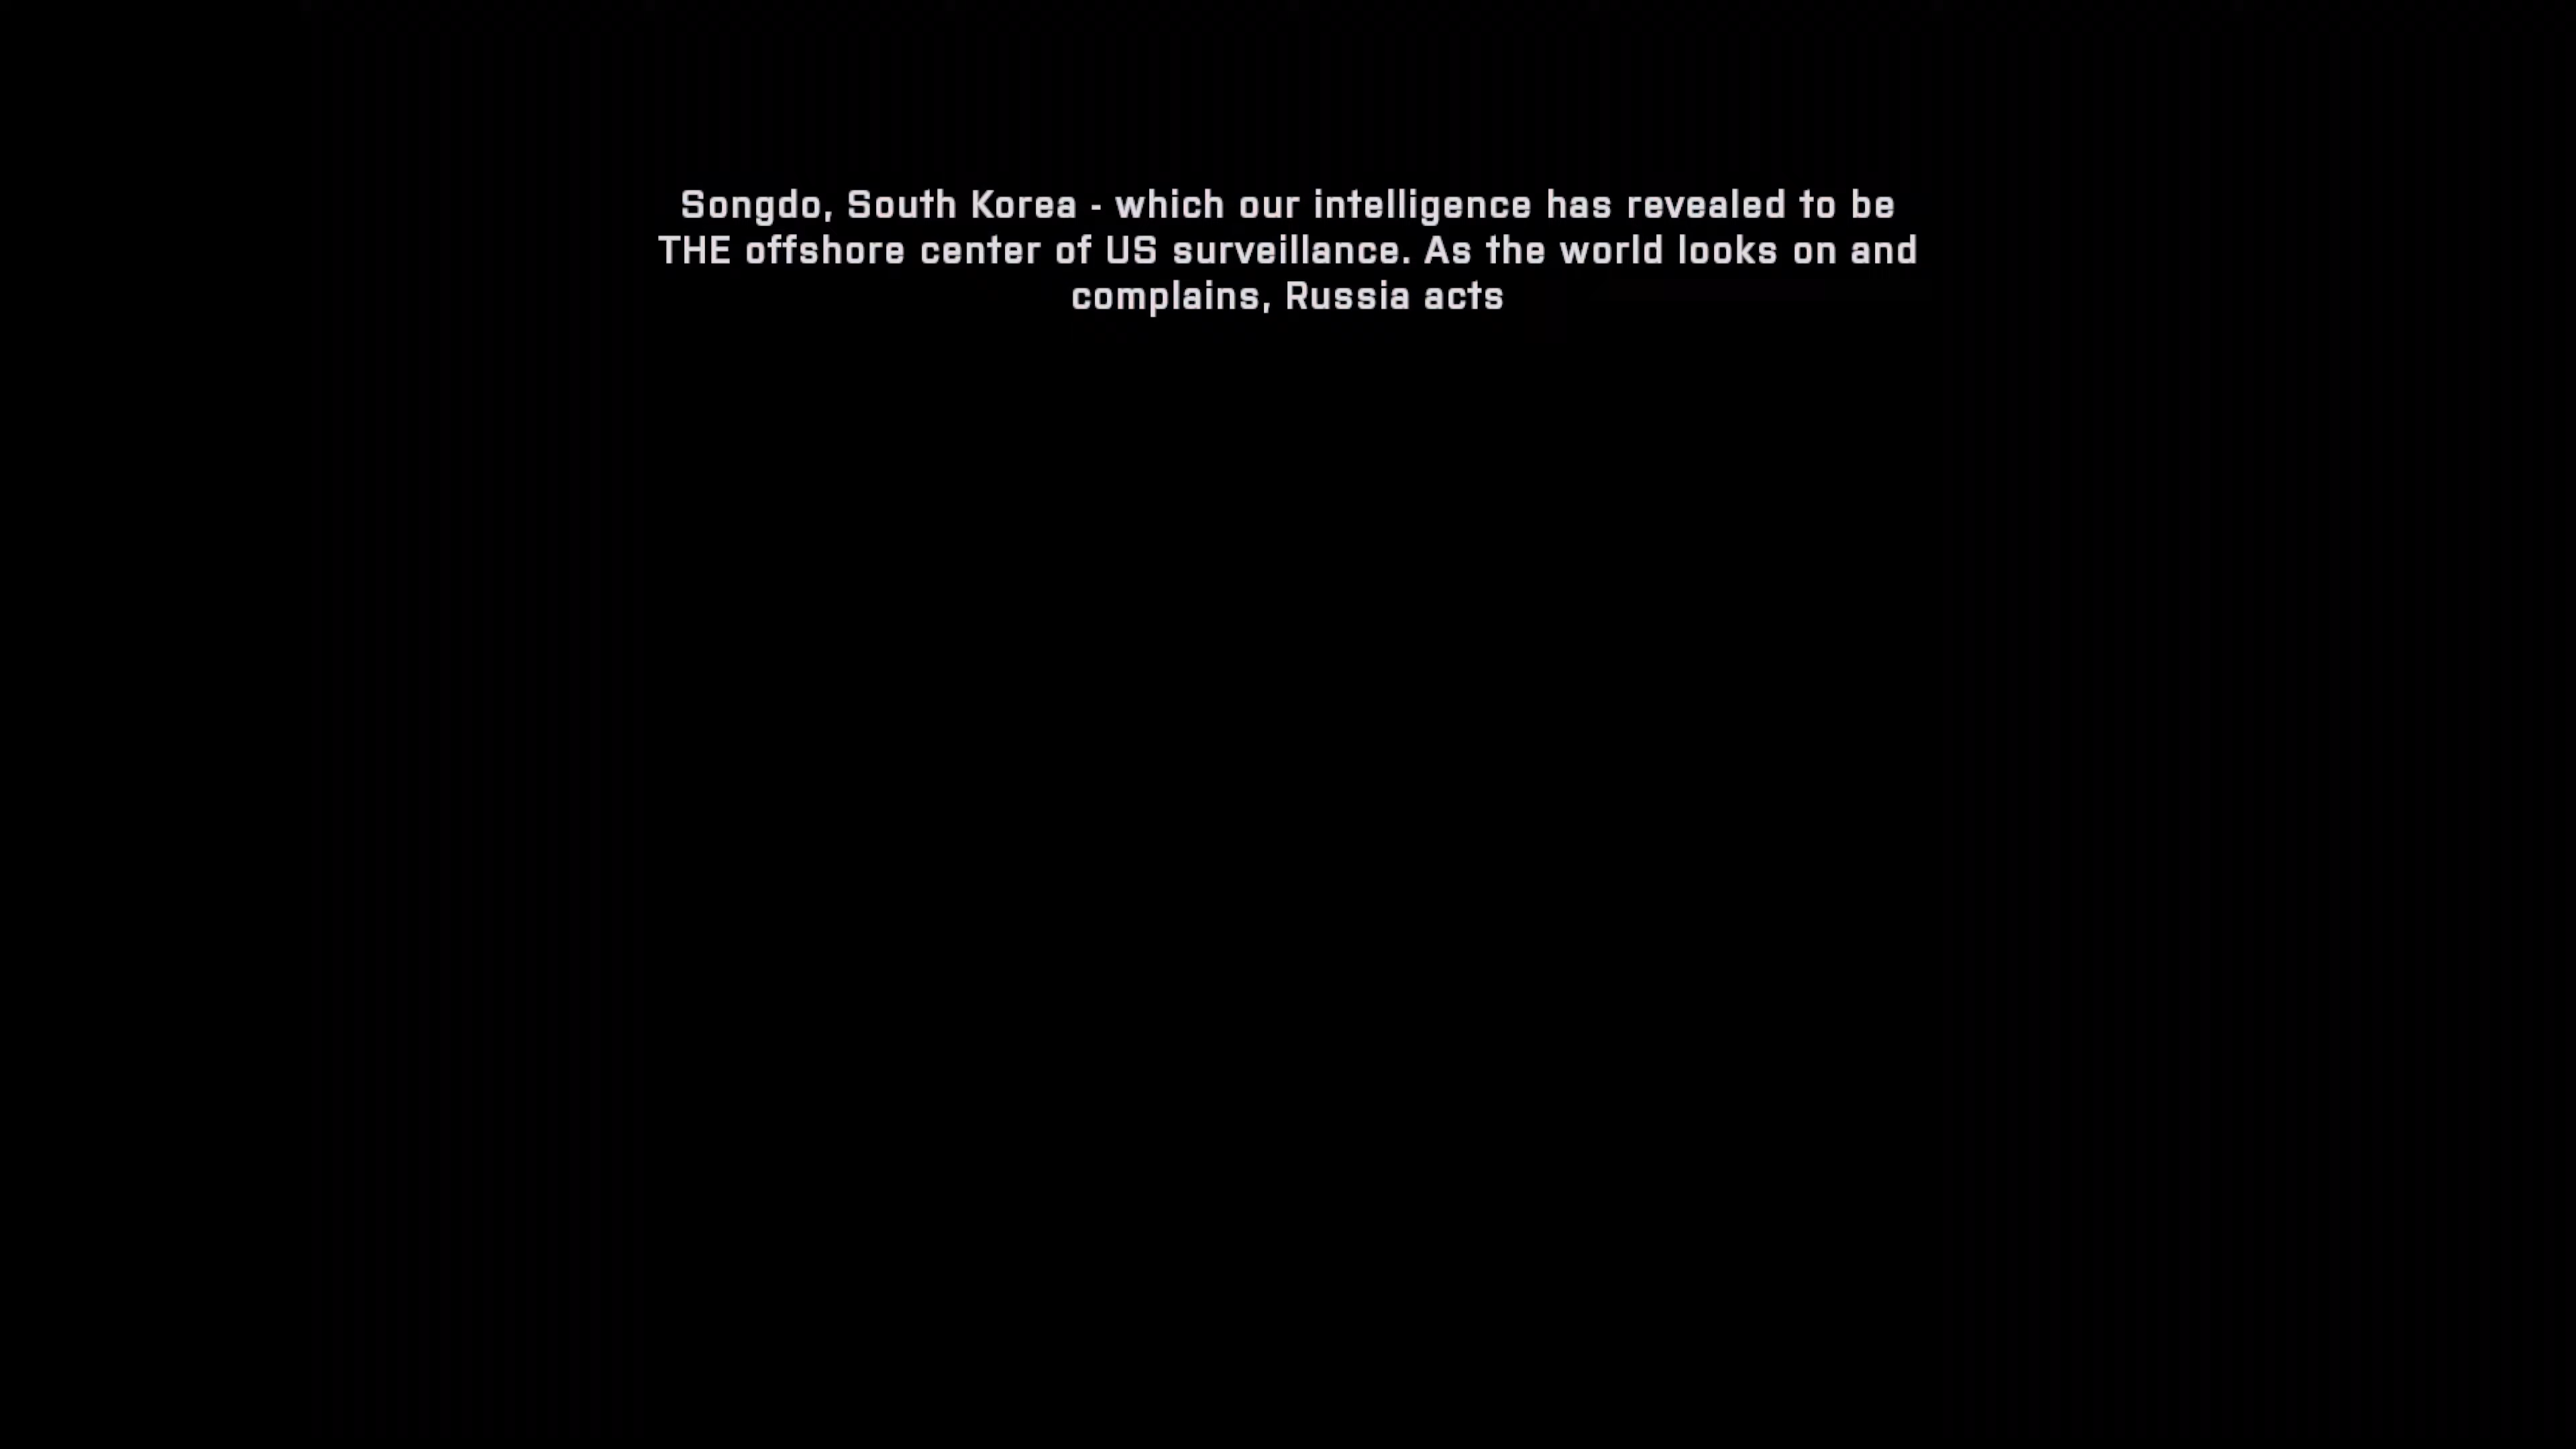 Songdo, South Korea - which our intelligence has revealed to be
THE offshore center of US surveillance. As the world looks on and
complains, Russia acts